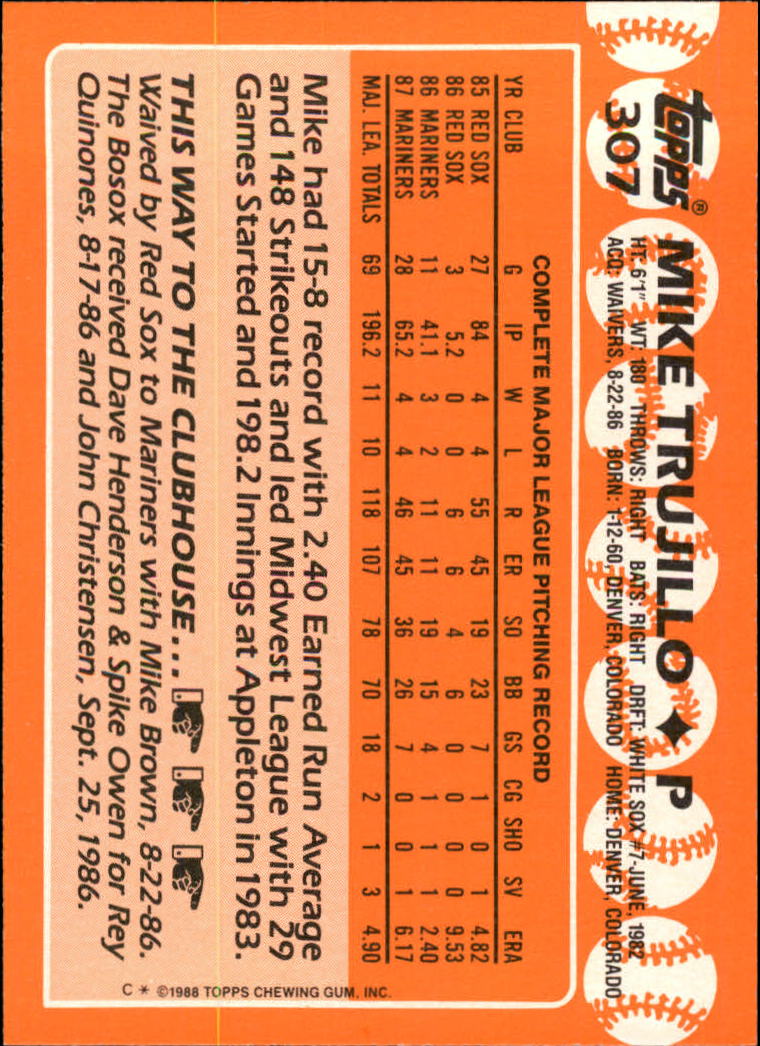 topps®
307
MIKE TRUJILLO ◆ P
HT: 6'1" WT: 180 THROWS: RIGHT BATS: RIGHT DRFT: WHITE SOX #7-JUNE, 1982
ACQ: WAIVERS, 8-22-86 BORN: 1-12-60, DENVER, COLORADO HOME: DENVER, COLORADO
COMPLETE MAJOR LEAGUE PITCHING RECORD
YR CLUB G IP W L R ER SO BB GS CG SHO SV ERA
85 RED SOX 27 84 4 4 55 45 19 23 7 1 0 1 4.82
86 RED SOX 3 5.2 0 0 6 6 4 6 0 0 0 0 9.53
86 MARINERS 11 41.1 3 2 11 11 19 15 4 1 1 1 2.40
87 MARINERS 28 65.2 4 4 46 45 36 26 7 0 0 1 6.17
MAJ. LEA. TOTALS 69 196.2 11 10 118 107 78 70 18 2 1 3 4.90
Mike had 15-8 record with 2.40 Earned Run Average
and 148 Strikeouts and led Midwest League with 29
Games Started and 198.2 Innings at Appleton in 1983.
THIS WAY TO THE CLUBHOUSE...
Waived by Red Sox to Mariners with Mike Brown, 8-22-86.
The Bosox received Dave Henderson & Spike Owen for Rey
Quinones, 8-17-86 and John Christensen, Sept. 25, 1986.
C * ©1988 TOPPS CHEWING GUM, INC.